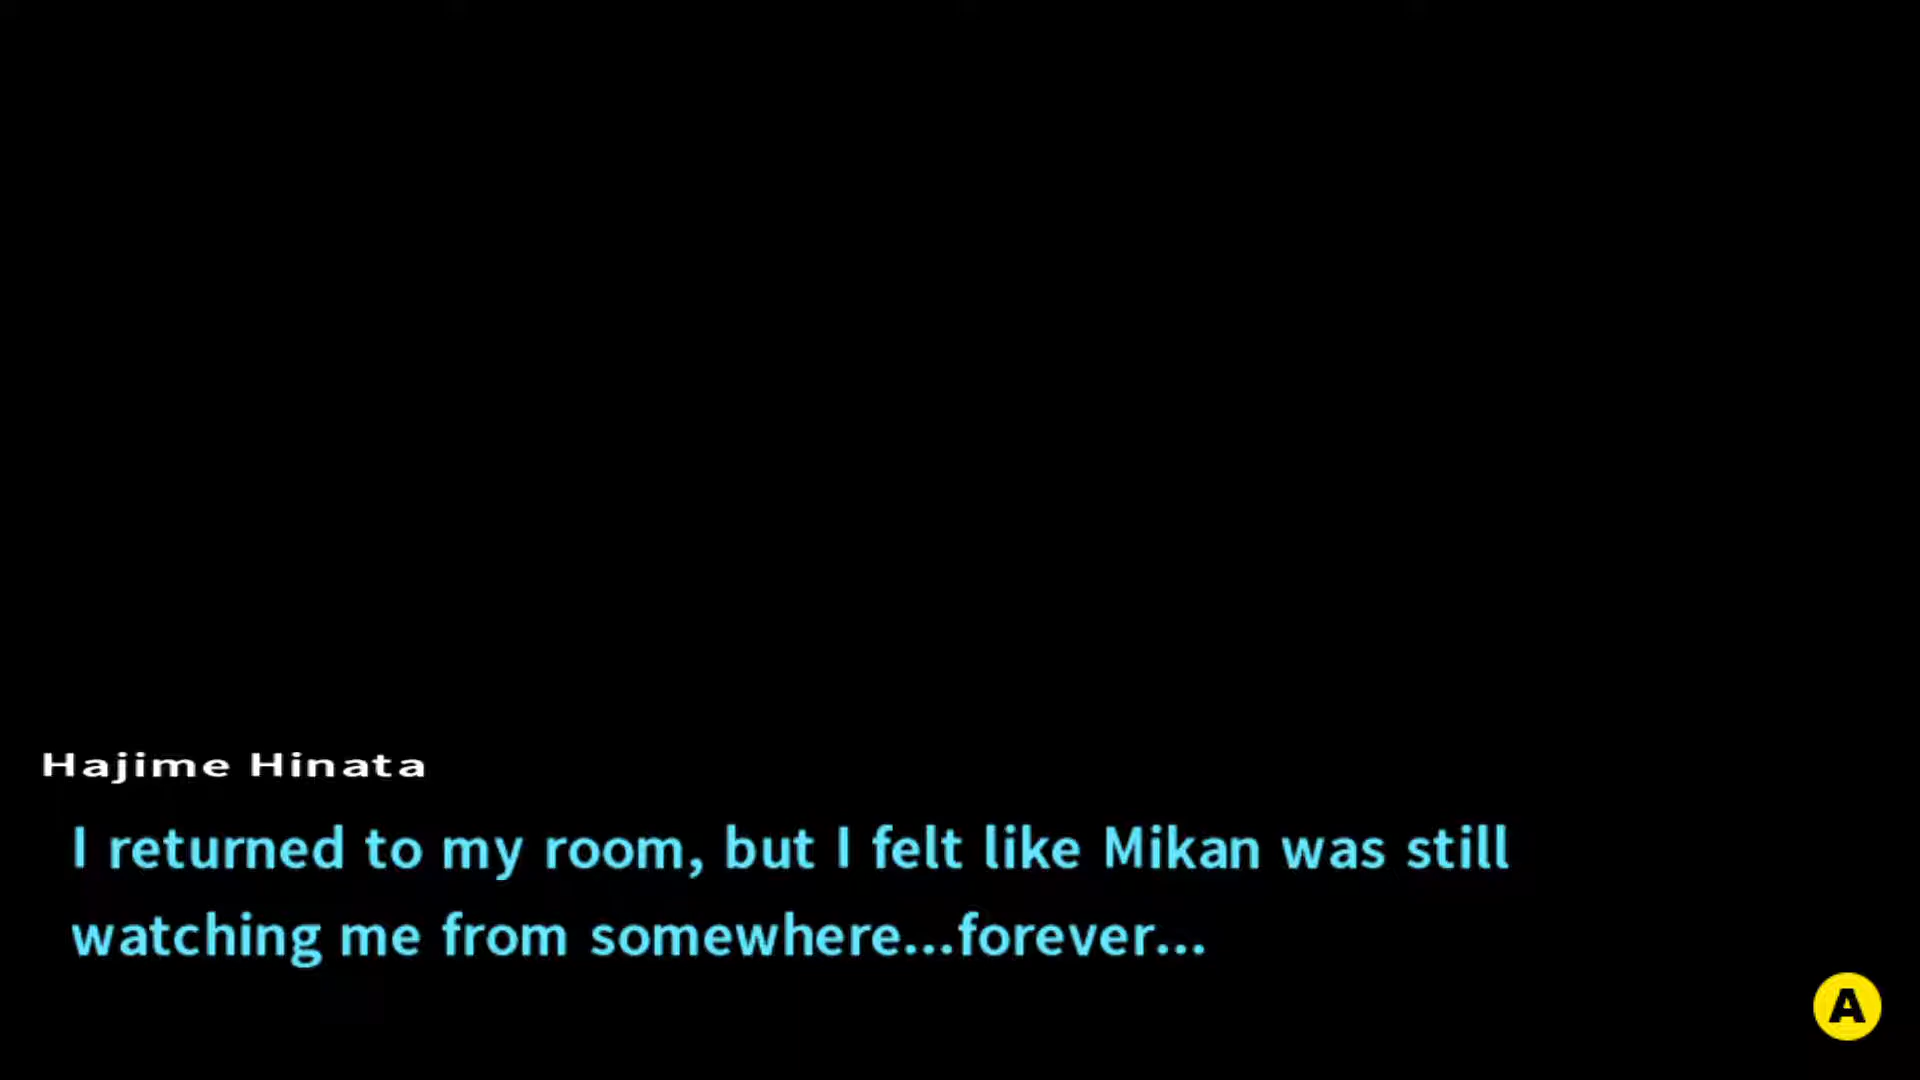 Hajime Hinata
I returned to my room, but I felt like Mikan was still
watching me from somewhere...forever...
A